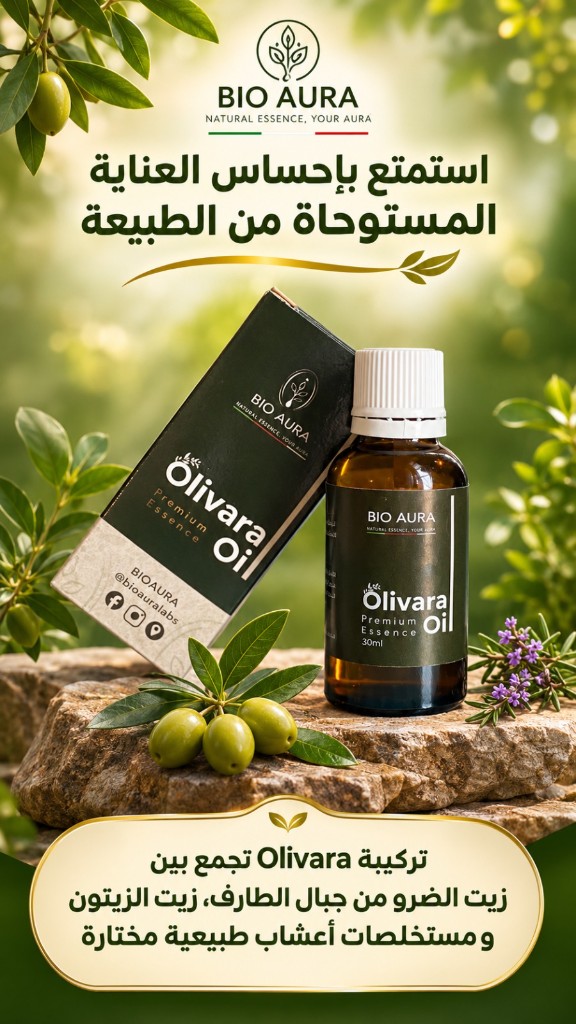 BIO AURA
NATURAL ESSENCE, YOUR AURA
استمتع بإحساس العناية
المستوحاة من الطبيعة
BIO AURA
NATURAL ESSENCE, YOUR AURA
Olivara
Premium
Essence
Oil
BIOAURA
@bioauralabs
BIO AURA
NATURAL ESSENCE, YOUR AURA
Olivara
Premium
Essence
Oil
30ml
تركيبة Olivara تجمع بين
زيت الضرو من جبال الطارف، زيت الزيتون
ومستخلصات أعشاب طبيعية مختارة